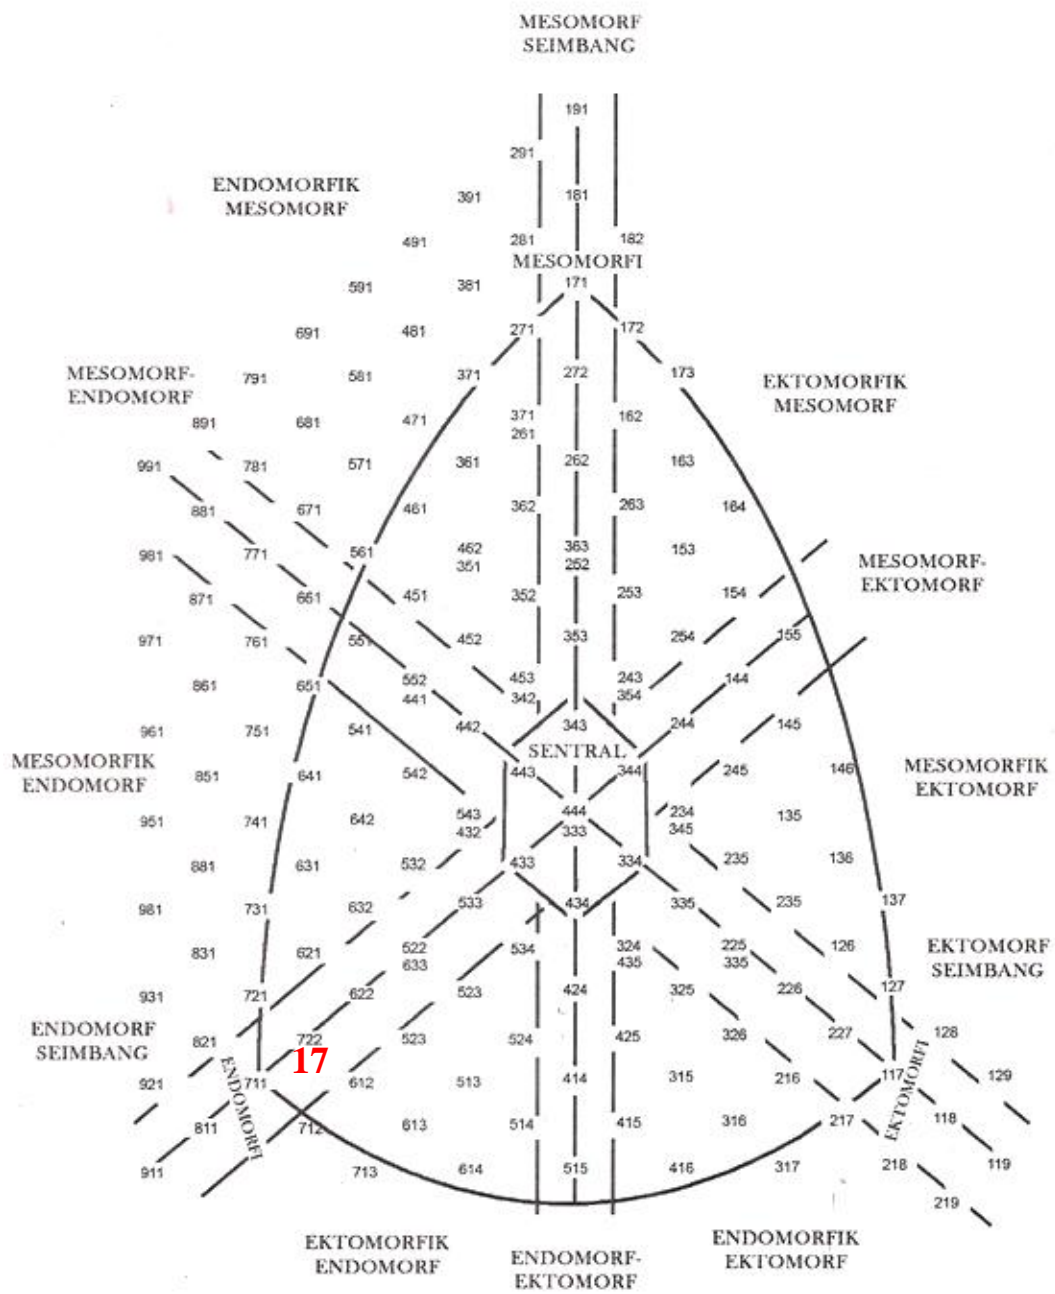 MESOMORF
SEIMBANG
191
291
ENDOMORFIK
MESOMORF
391 181
491 281 182
MESOMORFI
591 381 171
691 481 271 172
MESOMORF-
ENDOMORF
791 581 371 272 173
EKTOMORFIK
MESOMORF
891 681 471 371 162
261
991 781 571 361 262 163
881 671 461 362 263 164
981 771 561 462 363 153
351 252
MESOMORF-
EKTOMORF
871 661 451 352 253 154
971 761 551 452 353 254 155
861 651 552 453 243 144
441 342 354
961 751 541 442 343 244 145
MESOMORFIK
ENDOMORF
SENTRAL
MESOMORFIK
EKTOMORF
851 641 542 443 344 245 146
951 741 642 543 444 234 135
432 333 345
881 631 532 433 334 235 136
981 731 632 533 434 335 235 137
831 621 522 534 324 225 126
633 435 335
EKTOMORF
SEIMBANG
931 721 622 523 424 325 226 127
ENDOMORF
SEIMBANG
821 722 523 524 425 326 227 128
17
921 711 612 513 414 315 216 117 129
ENDOMORFI
EKTOMORFI
811 712 613 514 415 316 217 118
911 713 614 515 416 317 218 119
219
EKTOMORFIK
ENDOMORF
ENDOMORF-
EKTOMORF
ENDOMORFIK
EKTOMORF